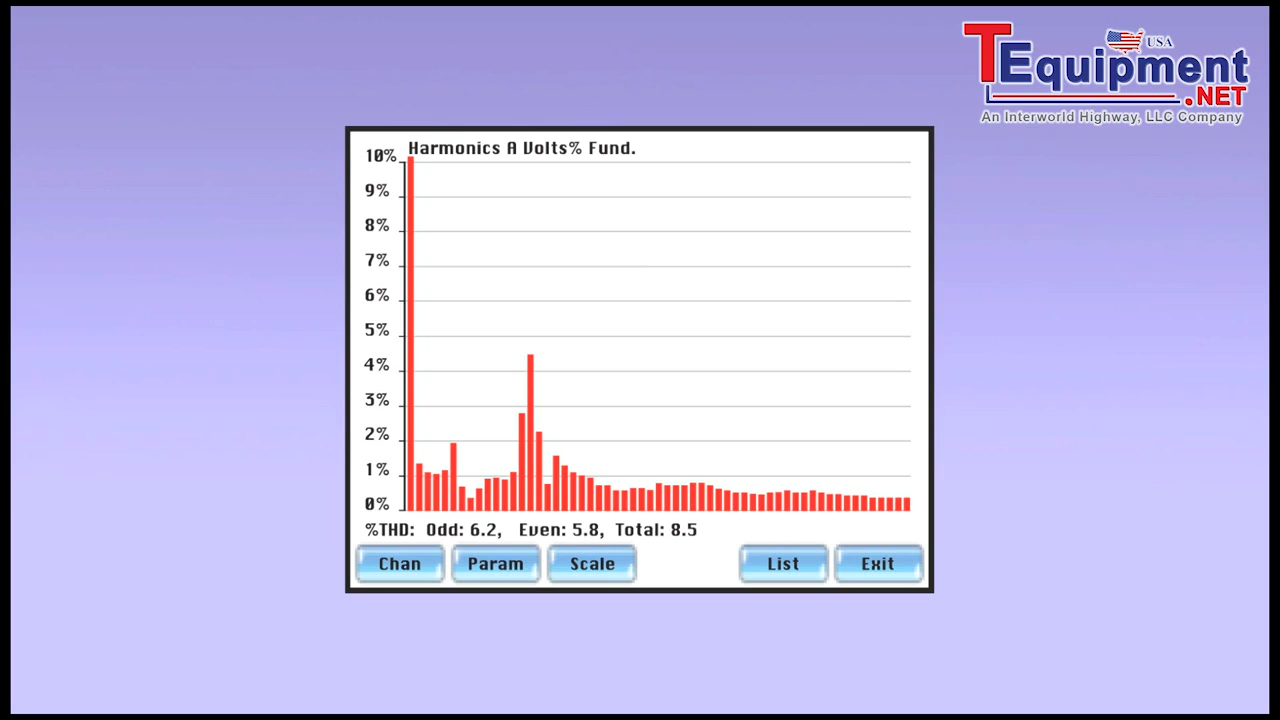 USA
TEquipment
.NET
An Interworld Highway, LLC Company
Harmonics A Volts% Fund.
10%
9%
8%
7%
6%
5%
4%
3%
2%
1%
0%
%THD: Odd: 6.2, Even: 5.8, Total: 8.5
Chan Param Scale List Exit